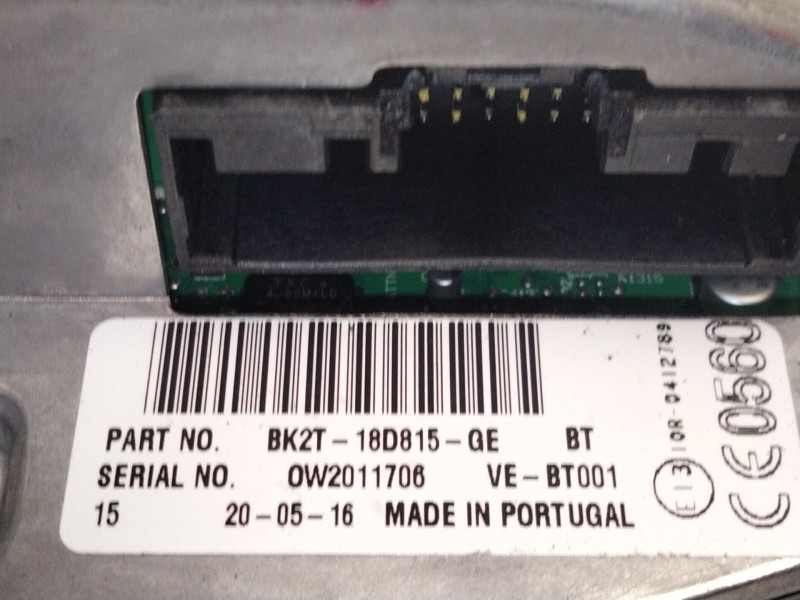 PART NO. BK2T-18D815-GE BT
SERIAL NO. 0W2011706 VE-BT001
15 20-05-16 MADE IN PORTUGAL
E13 10R-0412789
CE0560